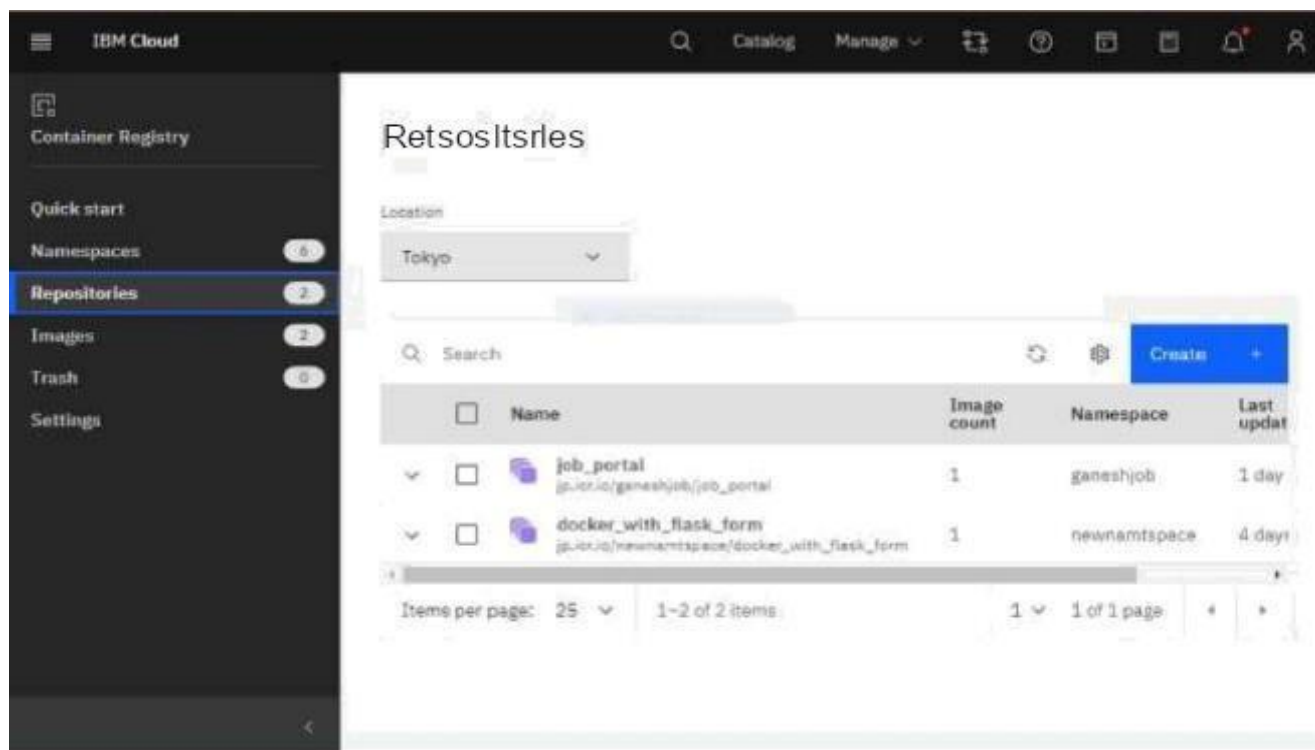 IBM Cloud
Catalog
Manage
Container Registry
Quick start
Namespaces 6
Repositories 2
Images 2
Trash 0
Settings
RetsosItsrles
Location
Tokyo
Search
Create +
Name
Image count
Namespace
Last updat
job_portal
jp.icr.io/ganeshjob/job_portal
1
ganeshjob
1 day
docker_with_flask_form
jp.icr.io/newnamtspace/docker_with_flask_form
1
newnamtspace
4 days
Items per page: 25
1–2 of 2 items
1
1 of 1 page